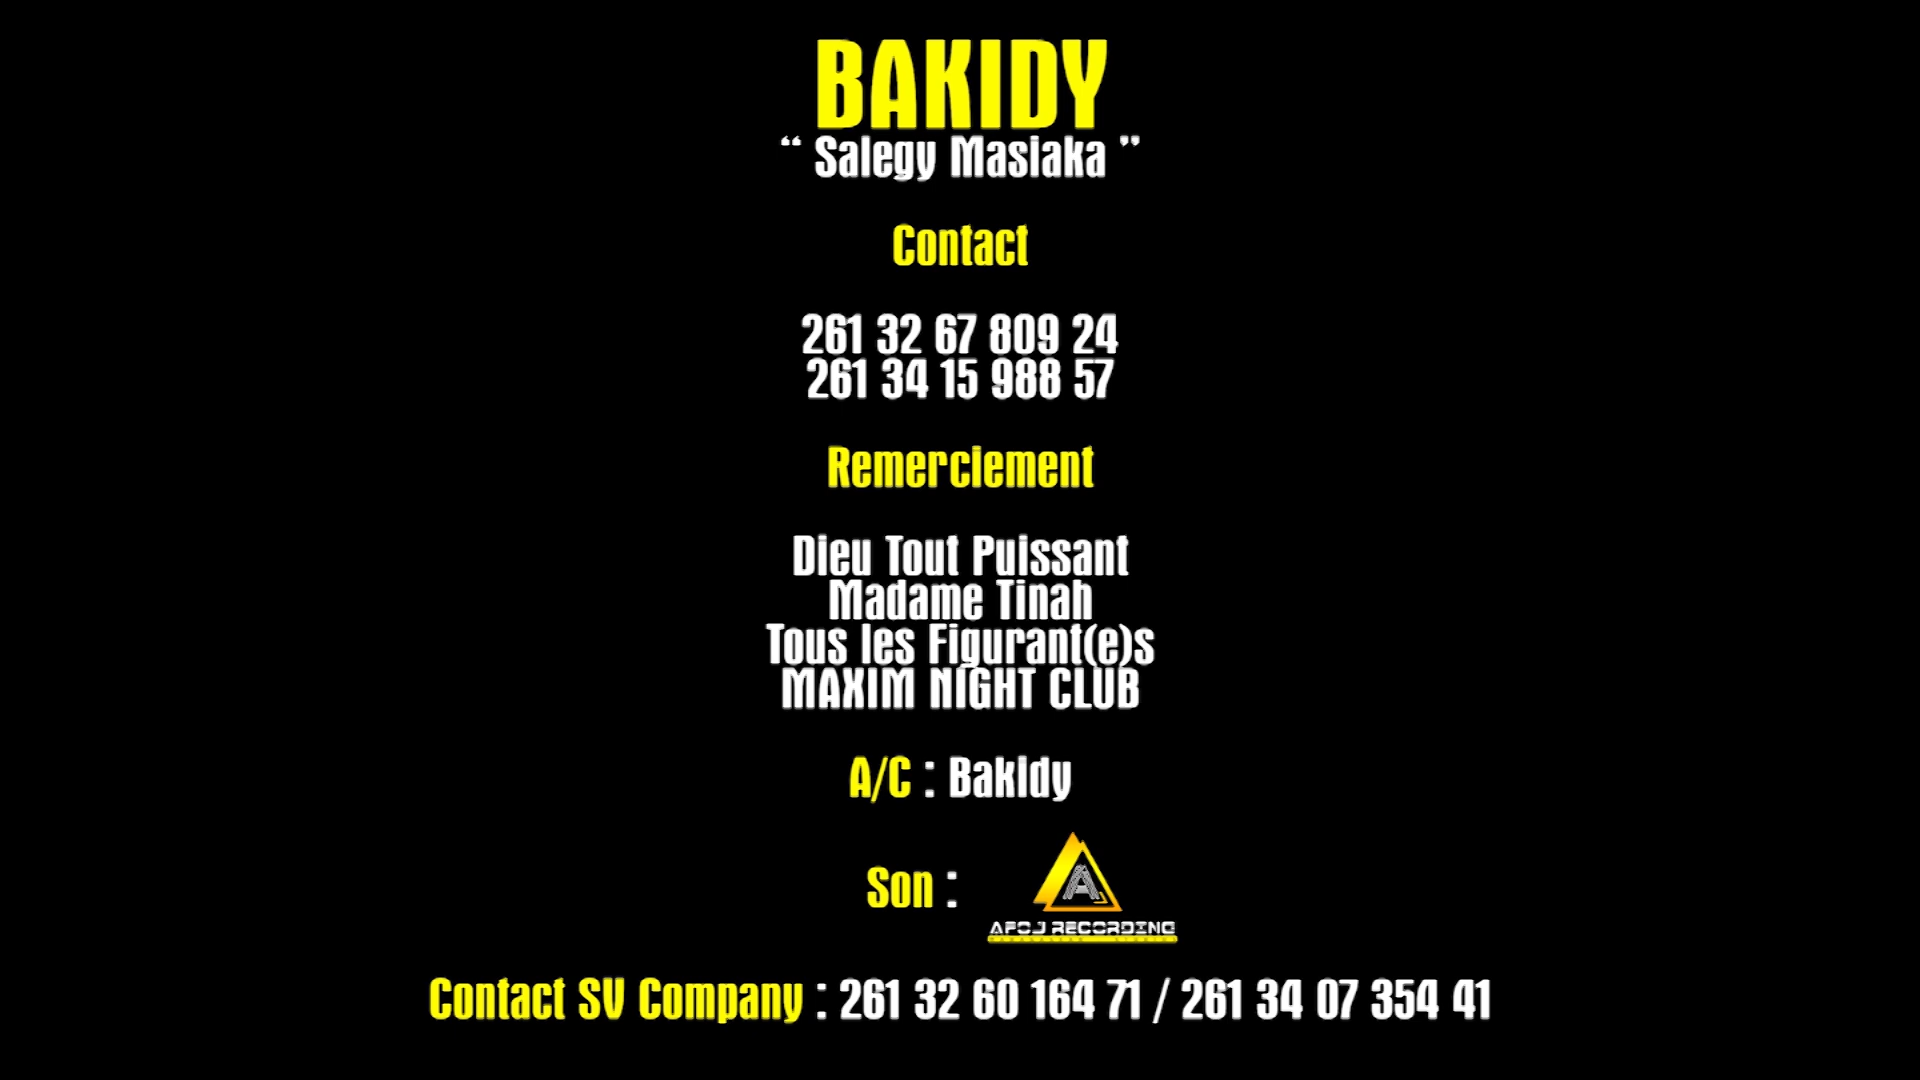 BAKIDY
“ Salegy Masiaka ”
Contact
261 32 67 809 24
261 34 15 988 57
Remerciement
Dieu Tout Puissant
Madame Tinah
Tous les Figurant(e)s
MAXIM NIGHT CLUB
A/C : Bakidy
Son :
AFOJ RECORDING
Contact SV Company : 261 32 60 164 71 / 261 34 07 354 41